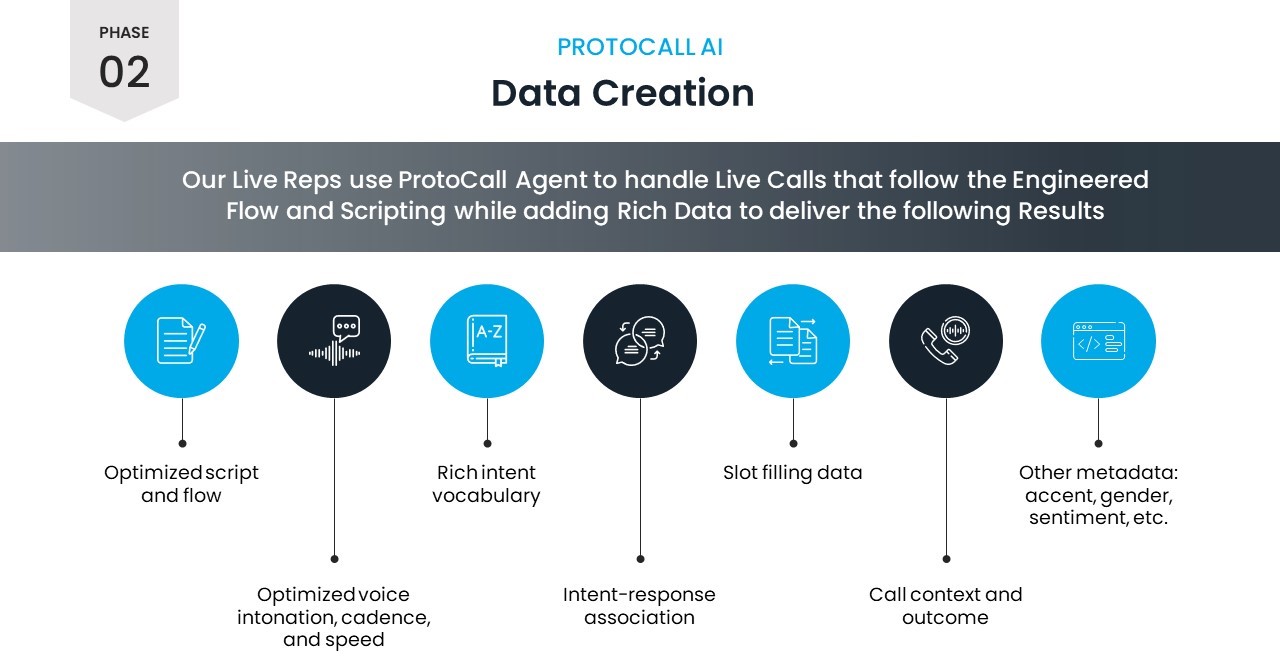 PHASE
02
PROTOCALL AI
Data Creation
Our Live Reps use ProtoCall Agent to handle Live Calls that follow the Engineered
Flow and Scripting while adding Rich Data to deliver the following Results
A-Z
</>
Optimized script
and flow
Optimized voice
intonation, cadence,
and speed
Rich intent
vocabulary
Intent-response
association
Slot filling data
Call context and
outcome
Other metadata:
accent, gender,
sentiment, etc.